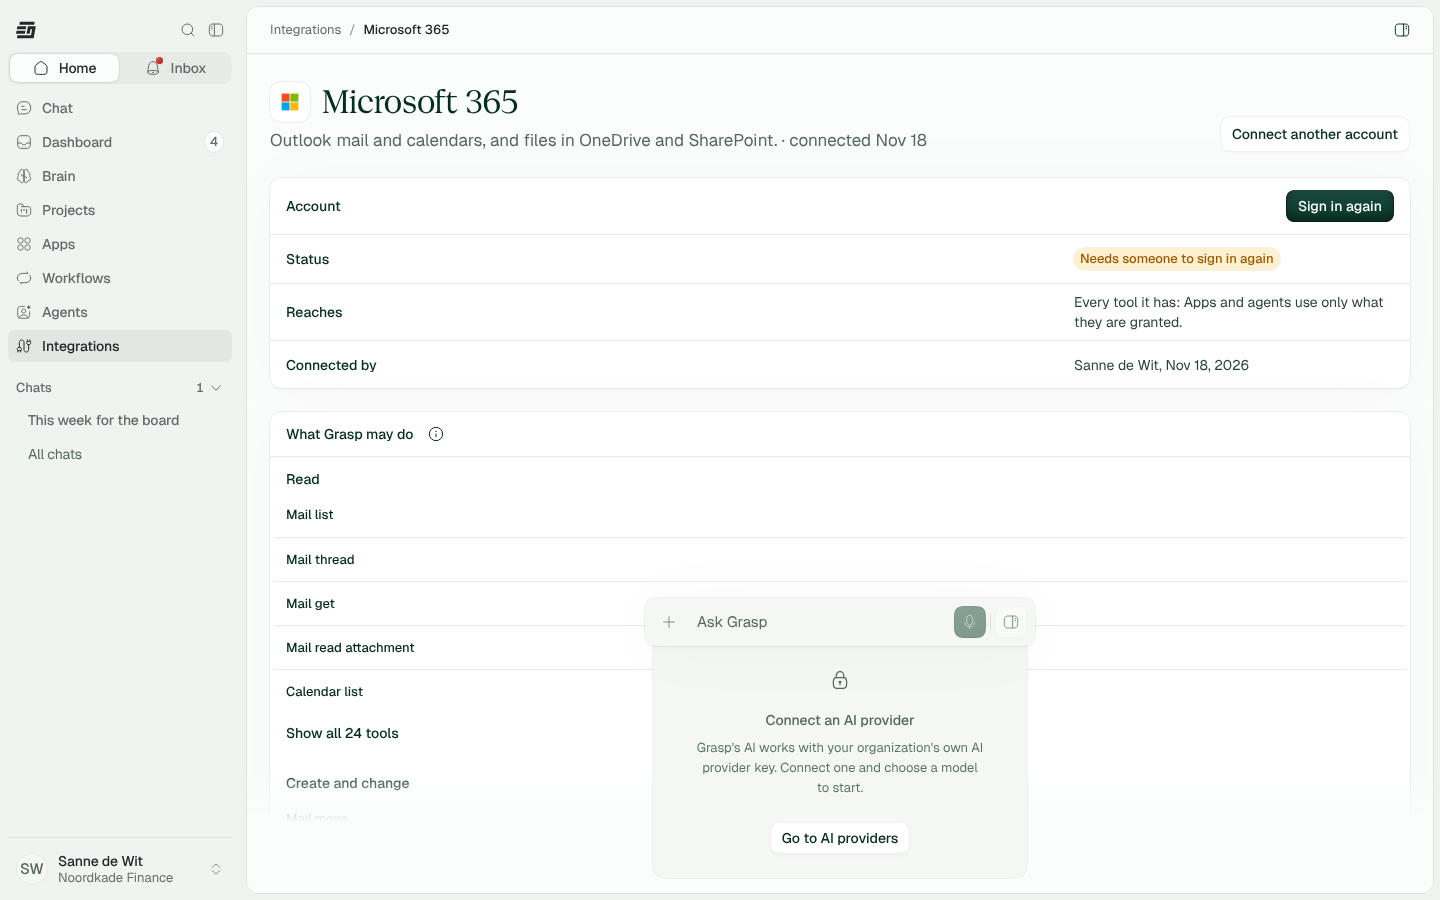 Integrations / Microsoft 365
Home
Inbox
Chat
Dashboard 4
Brain
Projects
Apps
Workflows
Agents
Integrations
Chats 1
This week for the board
All chats
SW
Sanne de Wit
Noordkade Finance
Microsoft 365
Outlook mail and calendars, and files in OneDrive and SharePoint. · connected Nov 18
Connect another account
Account
Sign in again
Status
Needs someone to sign in again
Reaches
Every tool it has: Apps and agents use only what
they are granted.
Connected by
Sanne de Wit, Nov 18, 2026
What Grasp may do
Read
Mail list
Mail thread
Mail get
Mail read attachment
Calendar list
Show all 24 tools
Create and change
Mail move
Ask Grasp
Connect an AI provider
Grasp's AI works with your organization's own AI
provider key. Connect one and choose a model
to start.
Go to AI providers